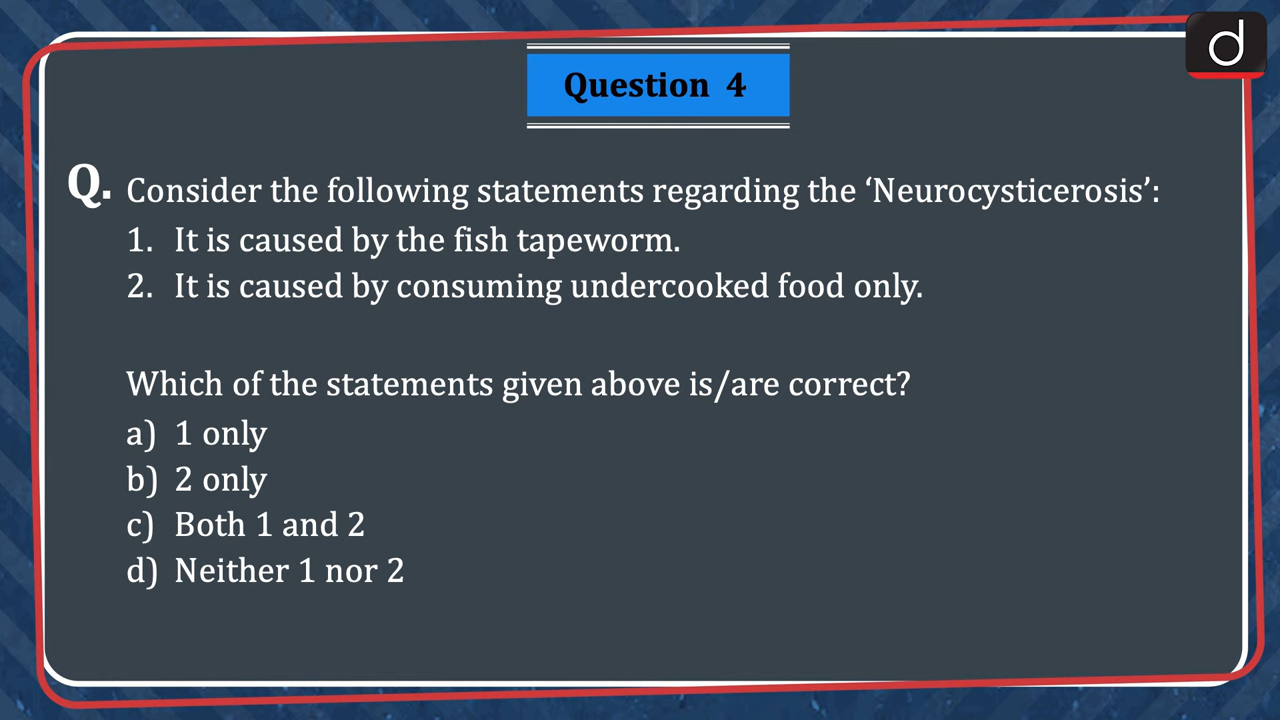 d
Question 4
Q. Consider the following statements regarding the ‘Neurocysticerosis’:
1. It is caused by the fish tapeworm.
2. It is caused by consuming undercooked food only.
Which of the statements given above is/are correct?
a) 1 only
b) 2 only
c) Both 1 and 2
d) Neither 1 nor 2